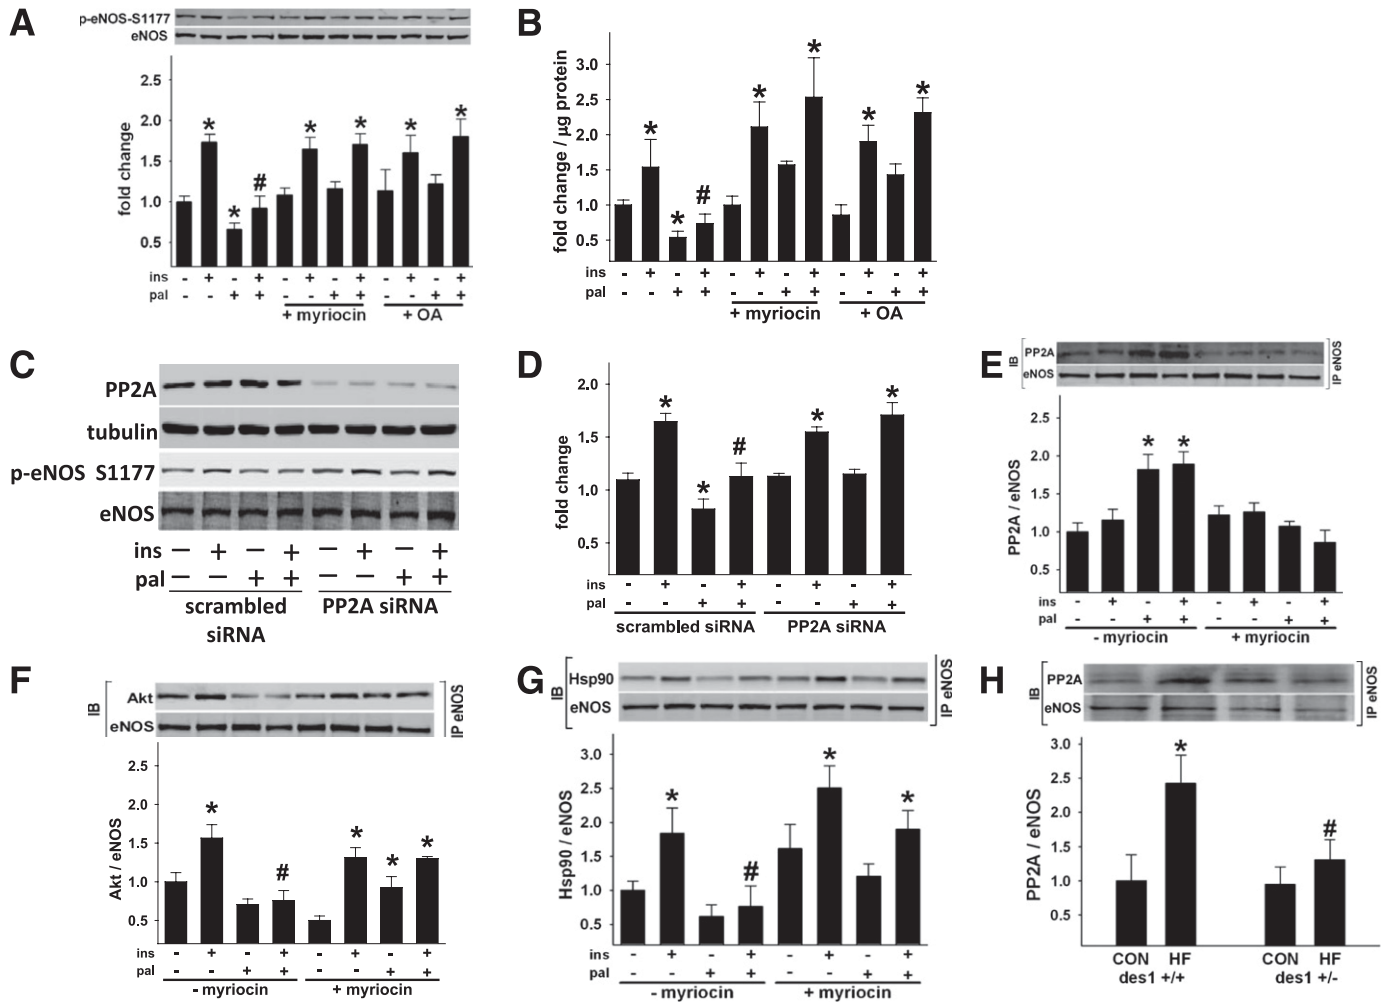 A
p-eNOS-S1177
eNOS
fold change
2.5
2.0
1.5
1.0
0.5
* * # * * * *
ins - + - + - + - + - + - +
pal - - + + - - + + - - + +
+ myriocin + OA
B
fold change / µg protein
3.0
2.5
2.0
1.5
1.0
0.5
* * # * * * *
ins - + - + - + - + - + - +
pal - - + + - - + + - - + +
+ myriocin + OA
C
PP2A
tubulin
p-eNOS S1177
eNOS
ins − + − + − + − +
pal − − + + − − + +
scrambled siRNA PP2A siRNA
D
fold change
2.0
1.5
1.0
0.5
* * # * *
ins - + - + - + - +
pal - - + + - - + +
scrambled siRNA PP2A siRNA
E
IB
PP2A
eNOS
IP eNOS
PP2A / eNOS
2.5
2.0
1.5
1.0
0.5
* *
ins - + - + - + - +
pal - - + + - - + +
- myriocin + myriocin
F
IB
Akt
eNOS
IP eNOS
Akt / eNOS
2.5
2.0
1.5
1.0
0.5
* # * * *
ins - + - + - + - +
pal - - + + - - + +
- myriocin + myriocin
G
IB
Hsp90
eNOS
IP eNOS
Hsp90 / eNOS
3.0
2.5
2.0
1.5
1.0
0.5
* # * *
ins - + - + - + - +
pal - - + + - - + +
- myriocin + myriocin
H
IB
PP2A
eNOS
IP eNOS
PP2A / eNOS
3.0
2.5
2.0
1.5
1.0
0.5
* #
CON HF CON HF
des1 +/+ des1 +/-